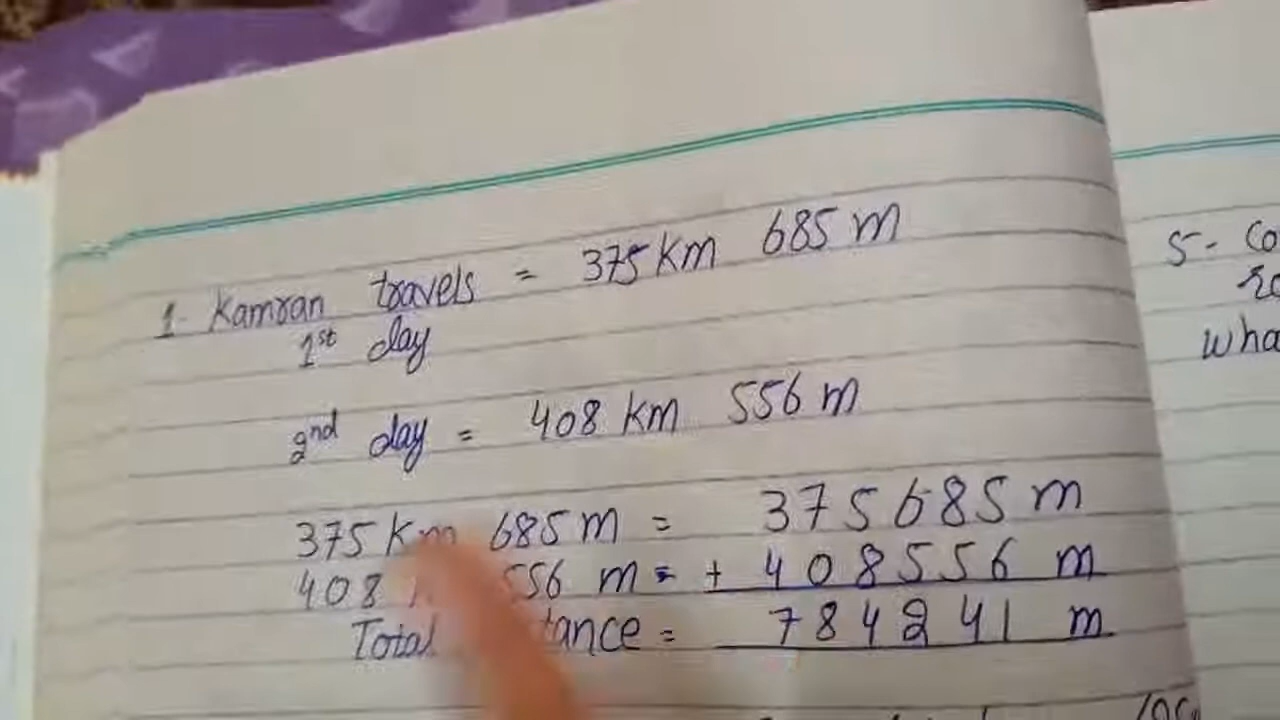 1- Kamran travels = 375 km 685 m
1st day
2nd day = 408 km 556 m
375 km 685 m = 375685 m
408 556 m = + 408556 m
Total = 784241 m
5-